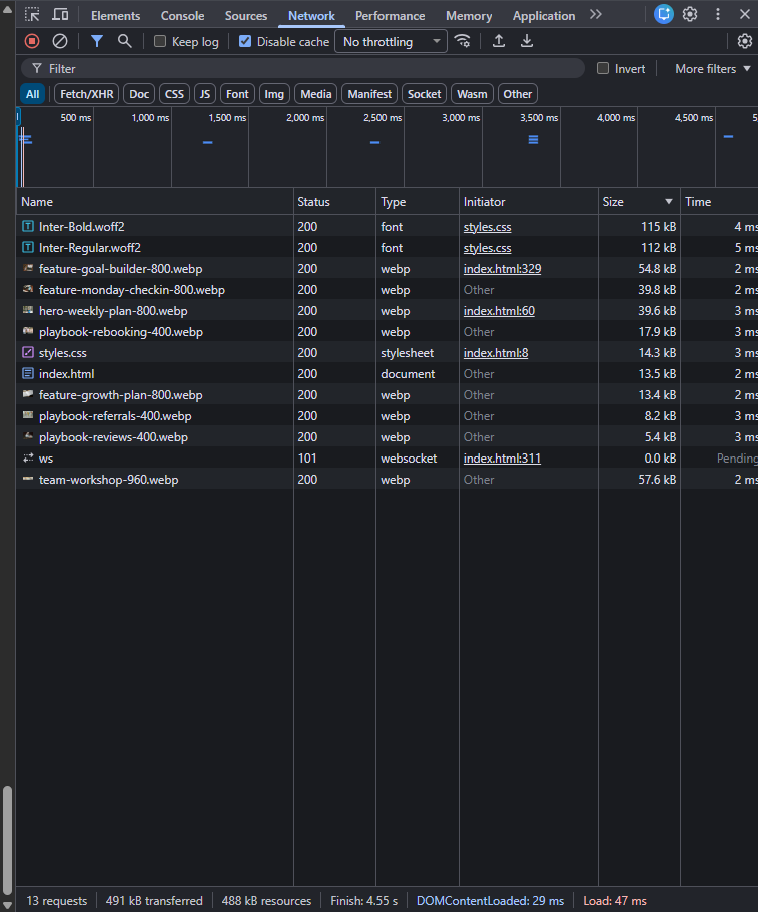 Elements Console Sources Network Performance Memory Application
Keep log Disable cache No throttling
Filter Invert More filters
All Fetch/XHR Doc CSS JS Font Img Media Manifest Socket Wasm Other
500 ms 1,000 ms 1,500 ms 2,000 ms 2,500 ms 3,000 ms 3,500 ms 4,000 ms 4,500 ms 5
Name Status Type Initiator Size Time
Inter-Bold.woff2 200 font styles.css 115 kB 4 ms
Inter-Regular.woff2 200 font styles.css 112 kB 5 ms
feature-goal-builder-800.webp 200 webp index.html:329 54.8 kB 2 ms
feature-monday-checkin-800.webp 200 webp Other 39.8 kB 2 ms
hero-weekly-plan-800.webp 200 webp index.html:60 39.6 kB 3 ms
playbook-rebooking-400.webp 200 webp Other 17.9 kB 3 ms
styles.css 200 stylesheet index.html:8 14.3 kB 3 ms
index.html 200 document Other 13.5 kB 2 ms
feature-growth-plan-800.webp 200 webp Other 13.4 kB 2 ms
playbook-referrals-400.webp 200 webp Other 8.2 kB 3 ms
playbook-reviews-400.webp 200 webp Other 5.4 kB 3 ms
ws 101 websocket index.html:311 0.0 kB Pending
team-workshop-960.webp 200 webp Other 57.6 kB 2 ms
13 requests 491 kB transferred 488 kB resources Finish: 4.55 s DOMContentLoaded: 29 ms Load: 47 ms